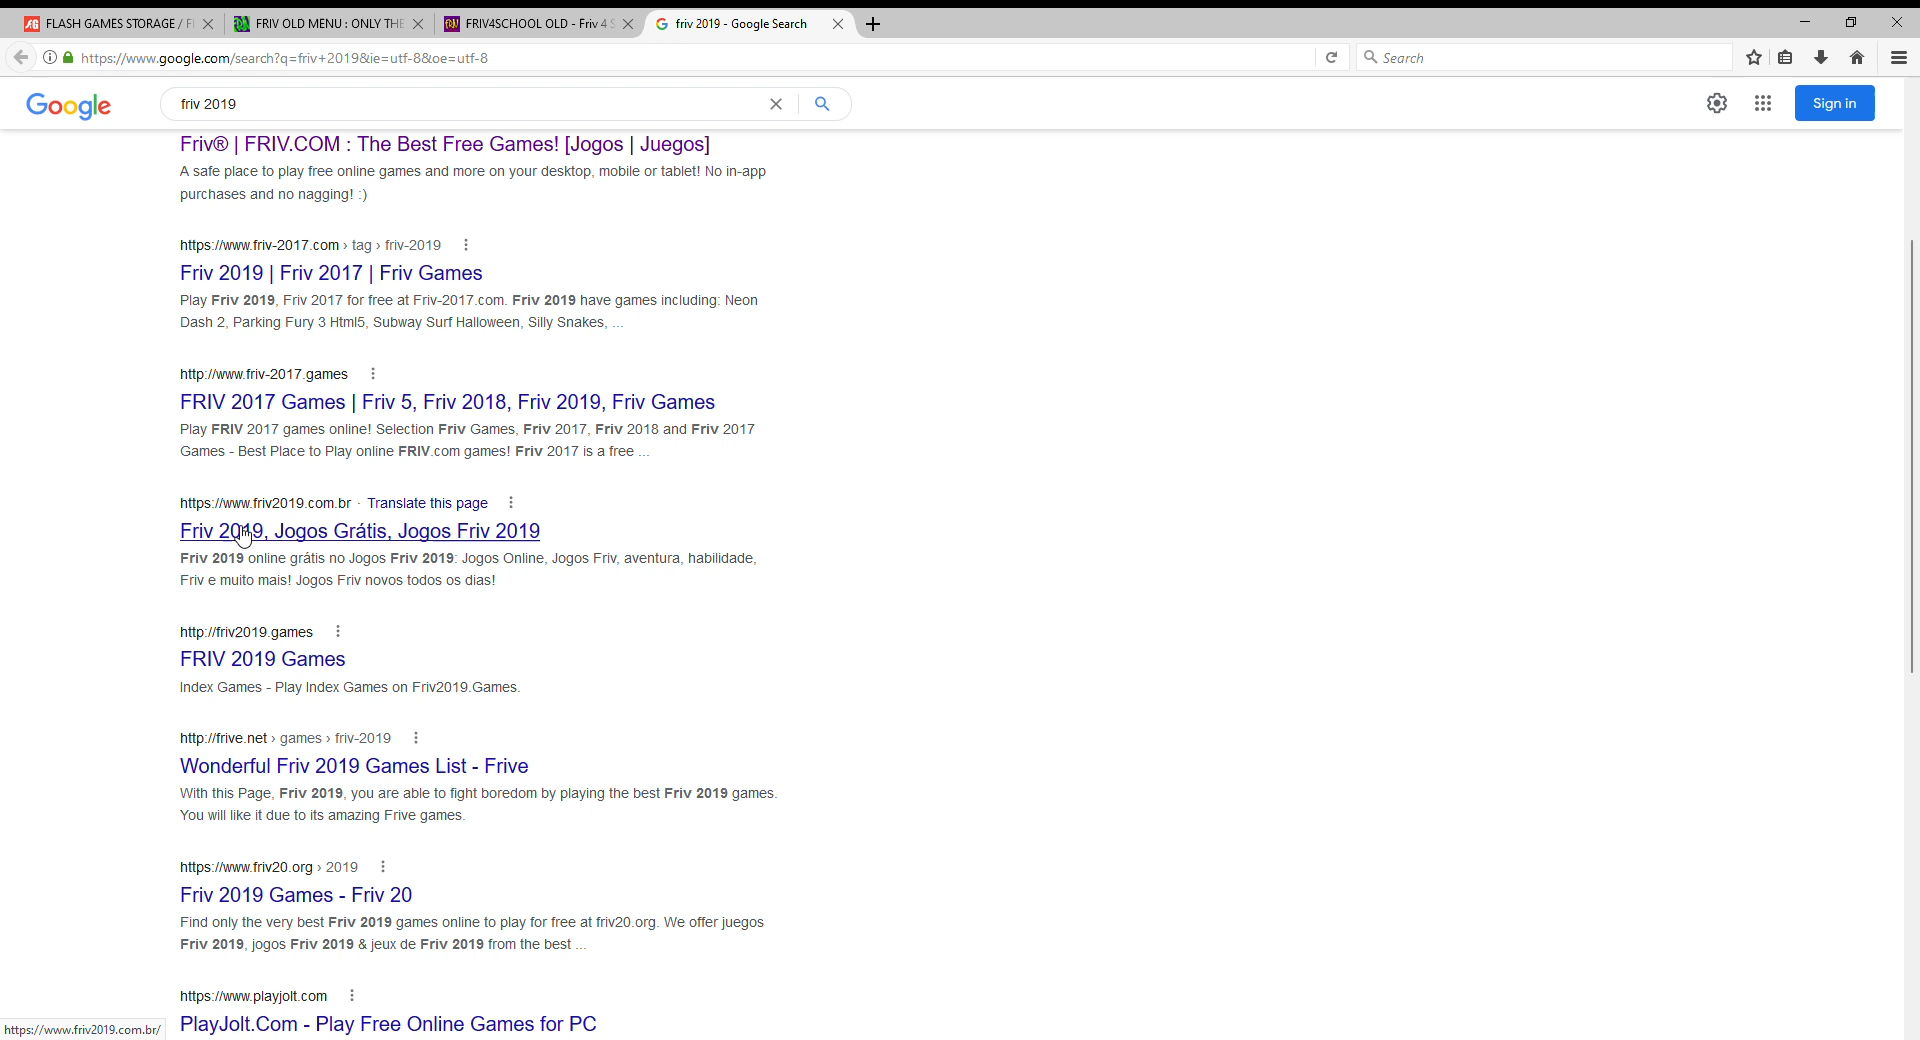 FLASH GAMES STORAGE / F
FRIV OLD MENU : ONLY THE
FRIV4SCHOOL OLD - Friv 4 S
friv 2019 - Google Search
https://www.google.com/search?q=friv+2019&ie=utf-8&oe=utf-8
Search
Google
friv 2019
Sign in
Friv® | FRIV.COM : The Best Free Games! [Jogos | Juegos]
A safe place to play free online games and more on your desktop, mobile or tablet! No in-app
purchases and no nagging! :)
https://www.friv-2017.com › tag › friv-2019
Friv 2019 | Friv 2017 | Friv Games
Play Friv 2019, Friv 2017 for free at Friv-2017.com. Friv 2019 have games including: Neon
Dash 2, Parking Fury 3 Html5, Subway Surf Halloween, Silly Snakes, ...
http://www.friv-2017.games
FRIV 2017 Games | Friv 5, Friv 2018, Friv 2019, Friv Games
Play FRIV 2017 games online! Selection Friv Games, Friv 2017, Friv 2018 and Friv 2017
Games - Best Place to Play online FRIV.com games! Friv 2017 is a free ...
https://www.friv2019.com.br · Translate this page
Friv 2019, Jogos Grátis, Jogos Friv 2019
Friv 2019 online grátis no Jogos Friv 2019: Jogos Online, Jogos Friv, aventura, habilidade,
Friv e muito mais! Jogos Friv novos todos os dias!
http://friv2019.games
FRIV 2019 Games
Index Games - Play Index Games on Friv2019.Games.
http://frive.net › games › friv-2019
Wonderful Friv 2019 Games List - Frive
With this Page, Friv 2019, you are able to fight boredom by playing the best Friv 2019 games.
You will like it due to its amazing Frive games.
https://www.friv20.org › 2019
Friv 2019 Games - Friv 20
Find only the very best Friv 2019 games online to play for free at friv20.org. We offer juegos
Friv 2019, jogos Friv 2019 & jeux de Friv 2019 from the best ...
https://www.playjolt.com
PlayJolt.Com - Play Free Online Games for PC
https://www.friv2019.com.br/